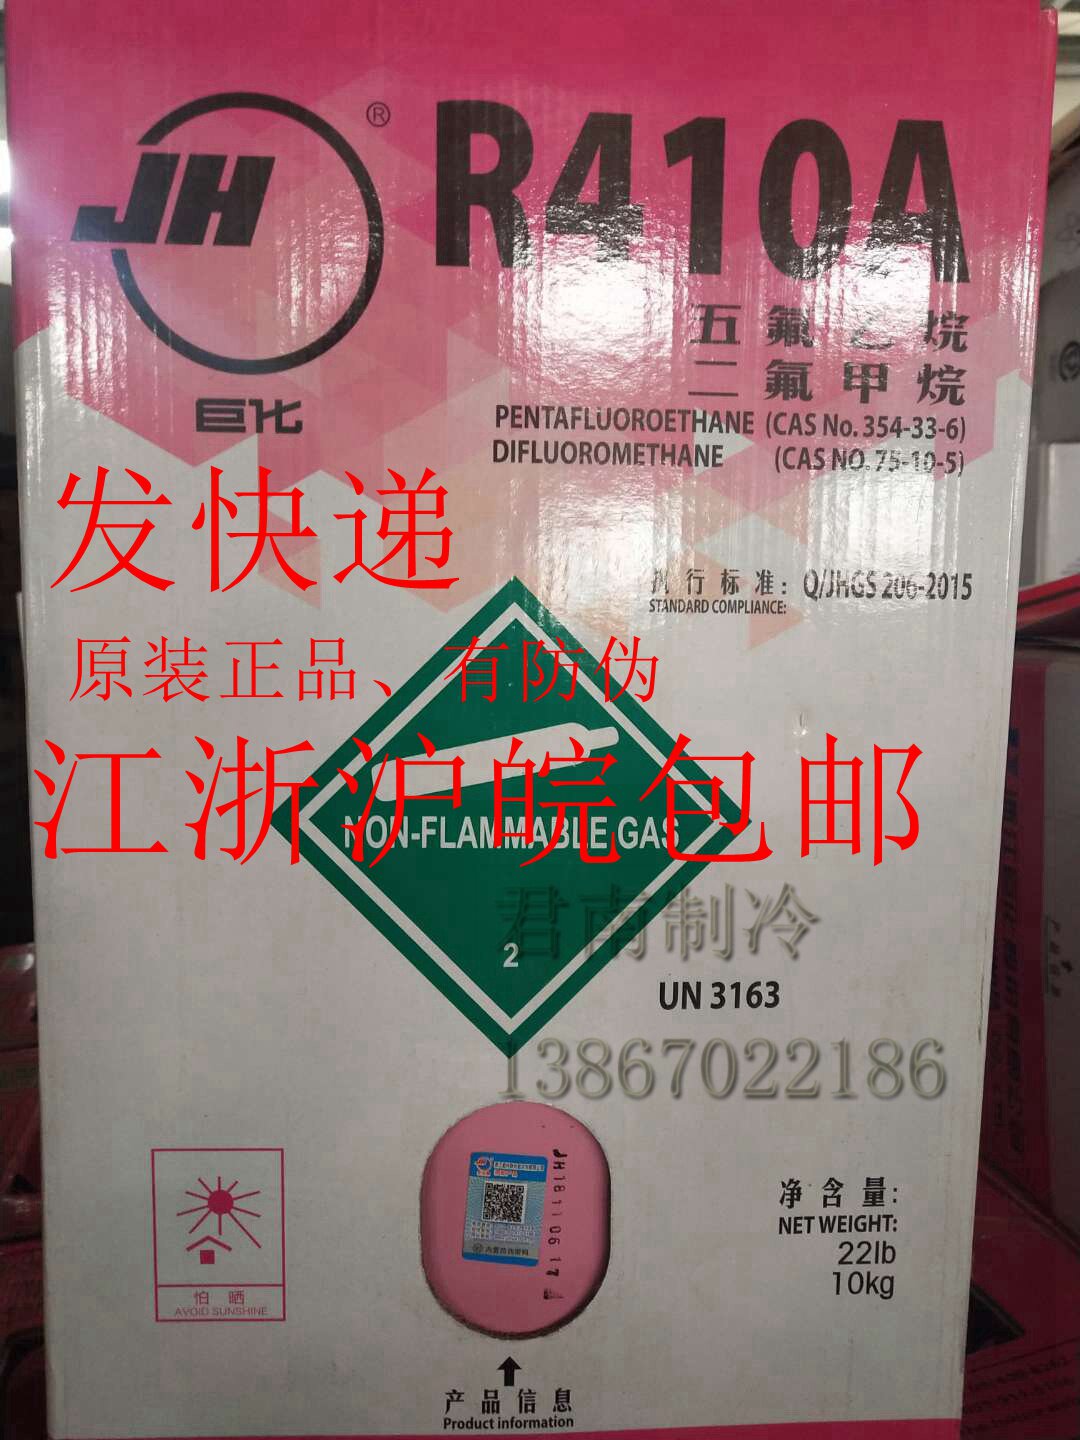 JH
®
R410A
巨化
五氟乙烷
二氟甲烷
PENTAFLUOROETHANE (CAS No. 354-33-6)
DIFLUOROMETHANE (CAS NO. 75-10-5)
发快递
执行标准: Q/JHGS 206-2015
STANDARD COMPLIANCE:
原装正品、有防伪
江浙沪皖包邮
NON-FLAMMABLE GAS
君南制冷
2
UN 3163
13867022186
JH181106 17
净含量:
NET WEIGHT:
22lb
10kg
怕晒
AVOID SUNSHINE
产品信息
Product information